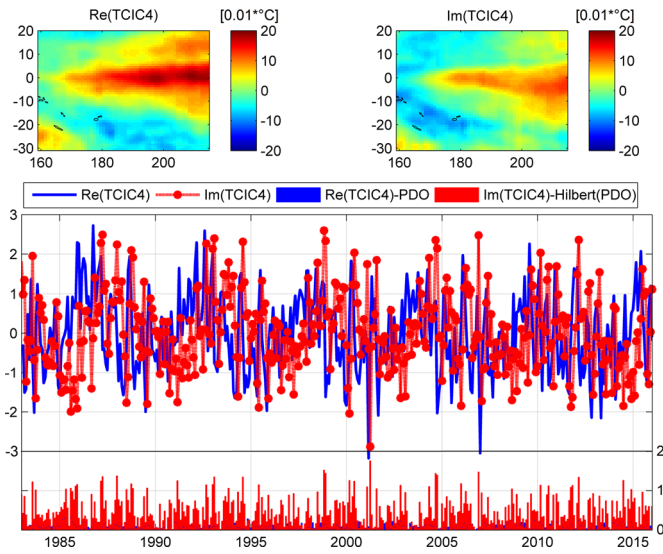 Re(TCIC4) [0.01*°C] Im(TCIC4) [0.01*°C]
20 20 20 20
10 10
10 10
0 0 0 0
-10 -10
-10 -10
-20 -20
-30 -20 -30 -20
160 180 200 160 180 200
Re(TCIC4) Im(TCIC4) Re(TCIC4)-PDO Im(TCIC4)-Hilbert(PDO)
3
2
1
0
-1
-2
-3 2
1
0
1985 1990 1995 2000 2005 2010 2015